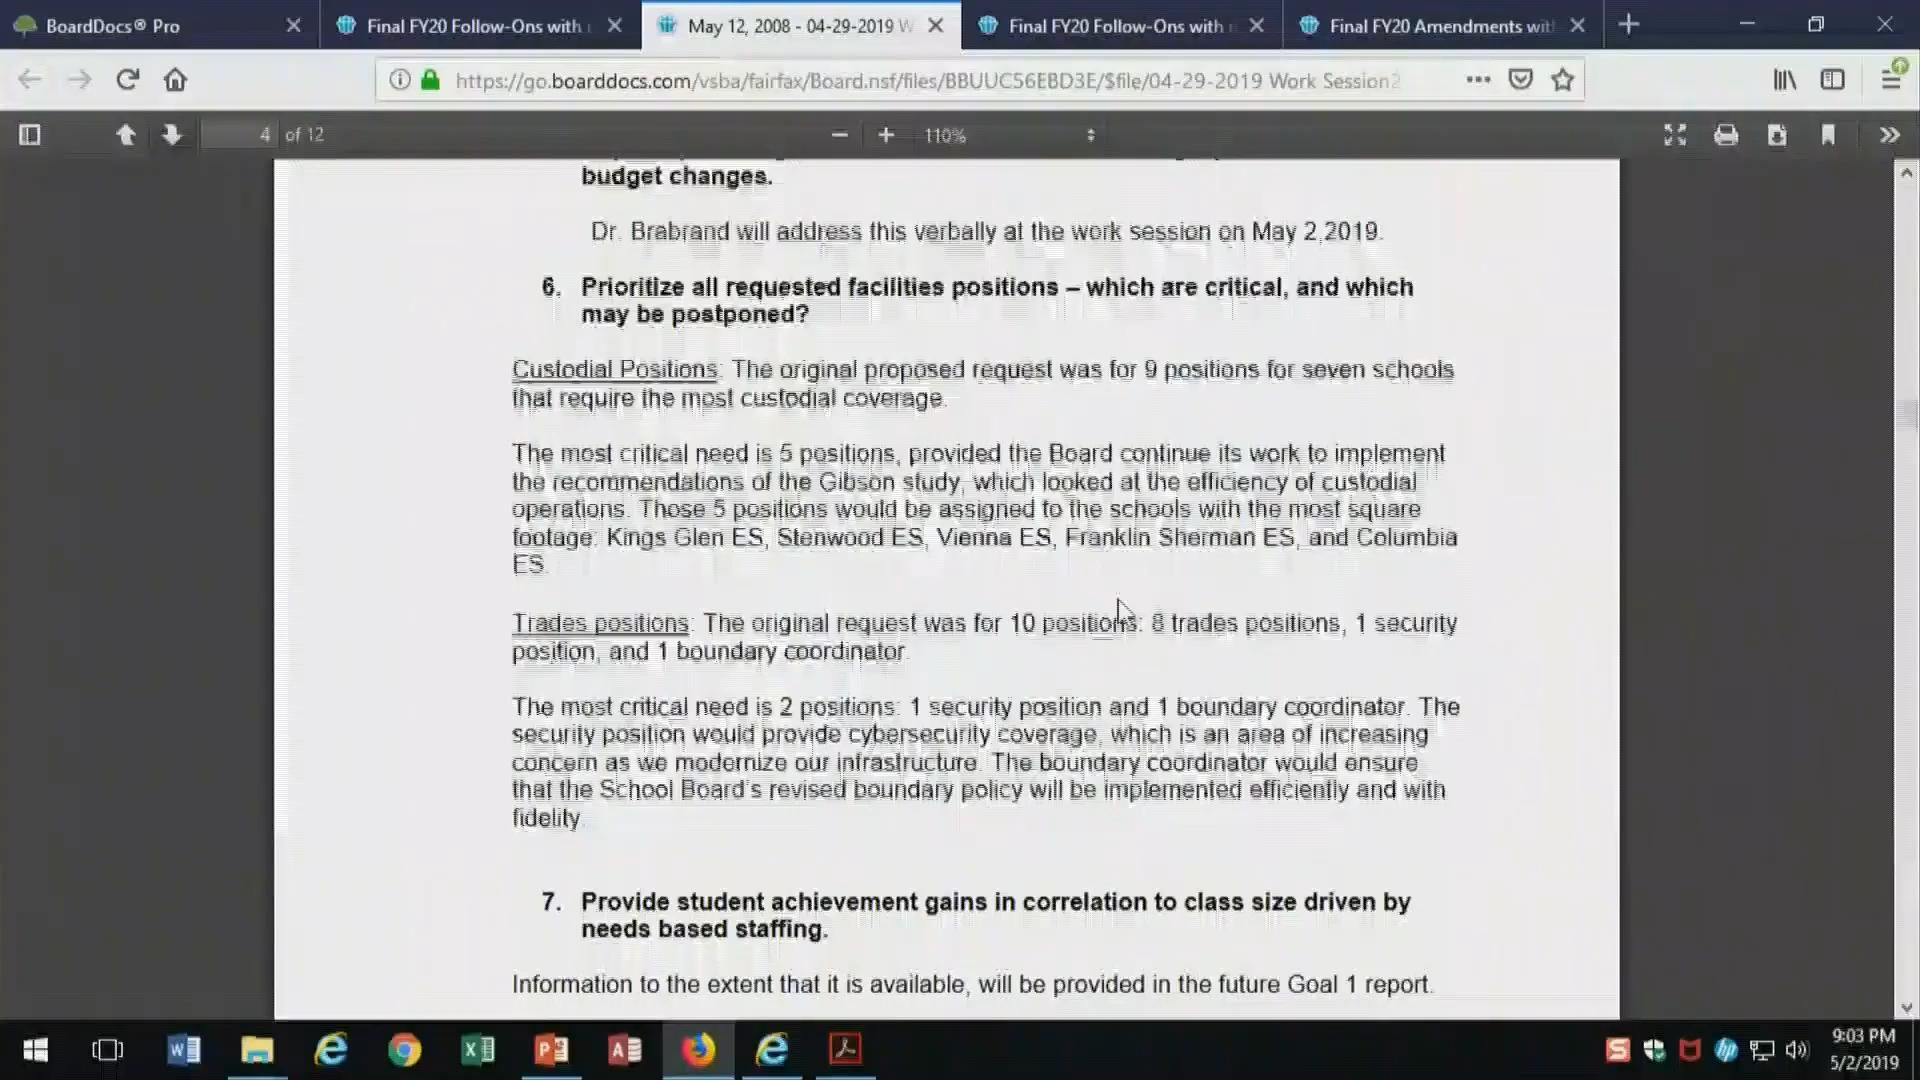 BoardDocs® Pro
Final FY20 Follow-Ons with
May 12, 2008 - 04-29-2019 W
Final FY20 Follow-Ons with
Final FY20 Amendments wit
https://go.boarddocs.com/vsba/fairfax/Board.nsf/files/BBUUC56EBD3E/$file/04-29-2019 Work Session2
4 of 12
110%
budget changes.
Dr. Brabrand will address this verbally at the work session on May 2,2019.
6. Prioritize all requested facilities positions – which are critical, and which
may be postponed?
Custodial Positions: The original proposed request was for 9 positions for seven schools
that require the most custodial coverage.
The most critical need is 5 positions, provided the Board continue its work to implement
the recommendations of the Gibson study, which looked at the efficiency of custodial
operations. Those 5 positions would be assigned to the schools with the most square
footage: Kings Glen ES, Stenwood ES, Vienna ES, Franklin Sherman ES, and Columbia
ES.
Trades positions: The original request was for 10 positions: 8 trades positions, 1 security
position, and 1 boundary coordinator.
The most critical need is 2 positions: 1 security position and 1 boundary coordinator. The
security position would provide cybersecurity coverage, which is an area of increasing
concern as we modernize our infrastructure. The boundary coordinator would ensure
that the School Board's revised boundary policy will be implemented efficiently and with
fidelity.
7. Provide student achievement gains in correlation to class size driven by
needs based staffing.
Information to the extent that it is available, will be provided in the future Goal 1 report.
9:03 PM
5/2/2019